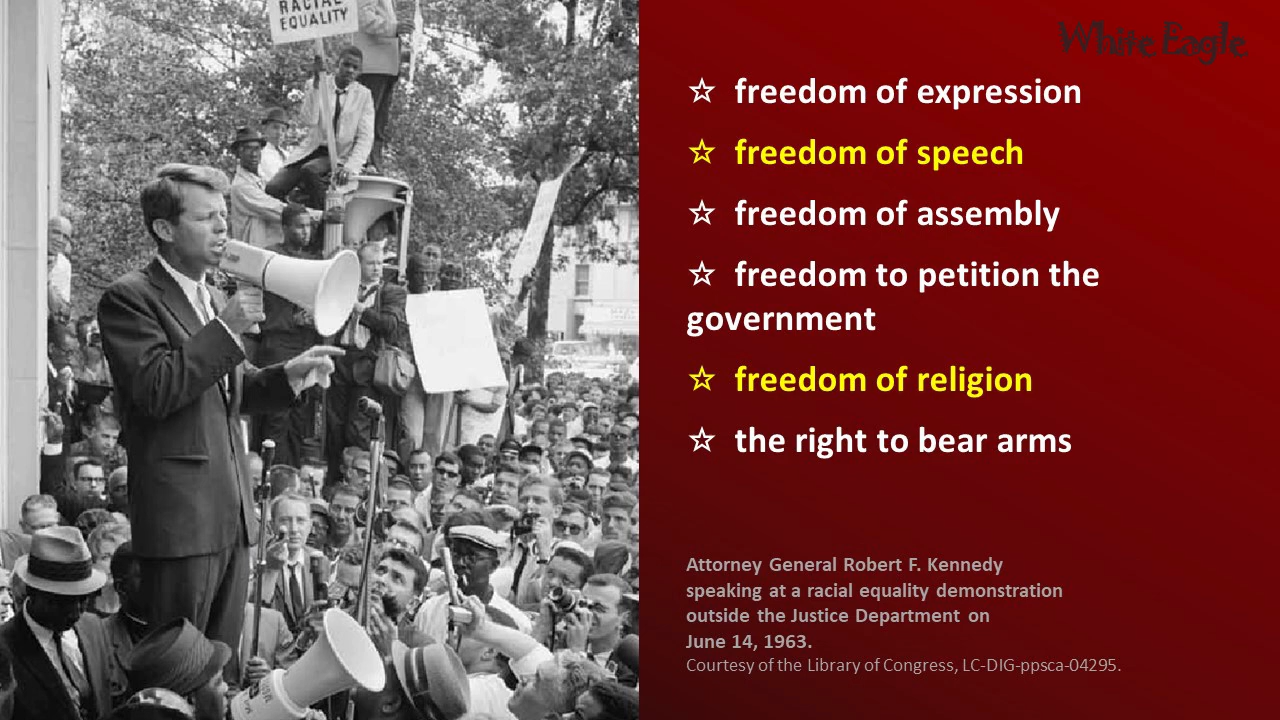 RACIAL
EQUALITY
White Eagle
☆ freedom of expression
☆ freedom of speech
☆ freedom of assembly
☆ freedom to petition the
government
☆ freedom of religion
☆ the right to bear arms
Attorney General Robert F. Kennedy
speaking at a racial equality demonstration
outside the Justice Department on
June 14, 1963.
Courtesy of the Library of Congress, LC-DIG-ppsca-04295.